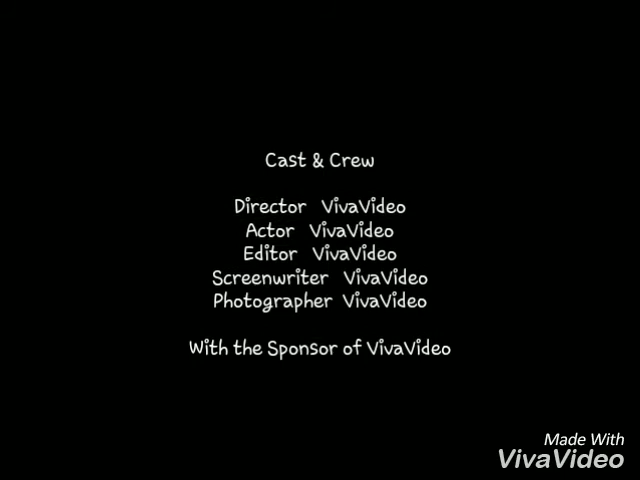 Cast & Crew
Director VivaVideo
Actor VivaVideo
Editor VivaVideo
Screenwriter VivaVideo
Photographer VivaVideo
With the Sponsor of VivaVideo
Made With
VivaVideo